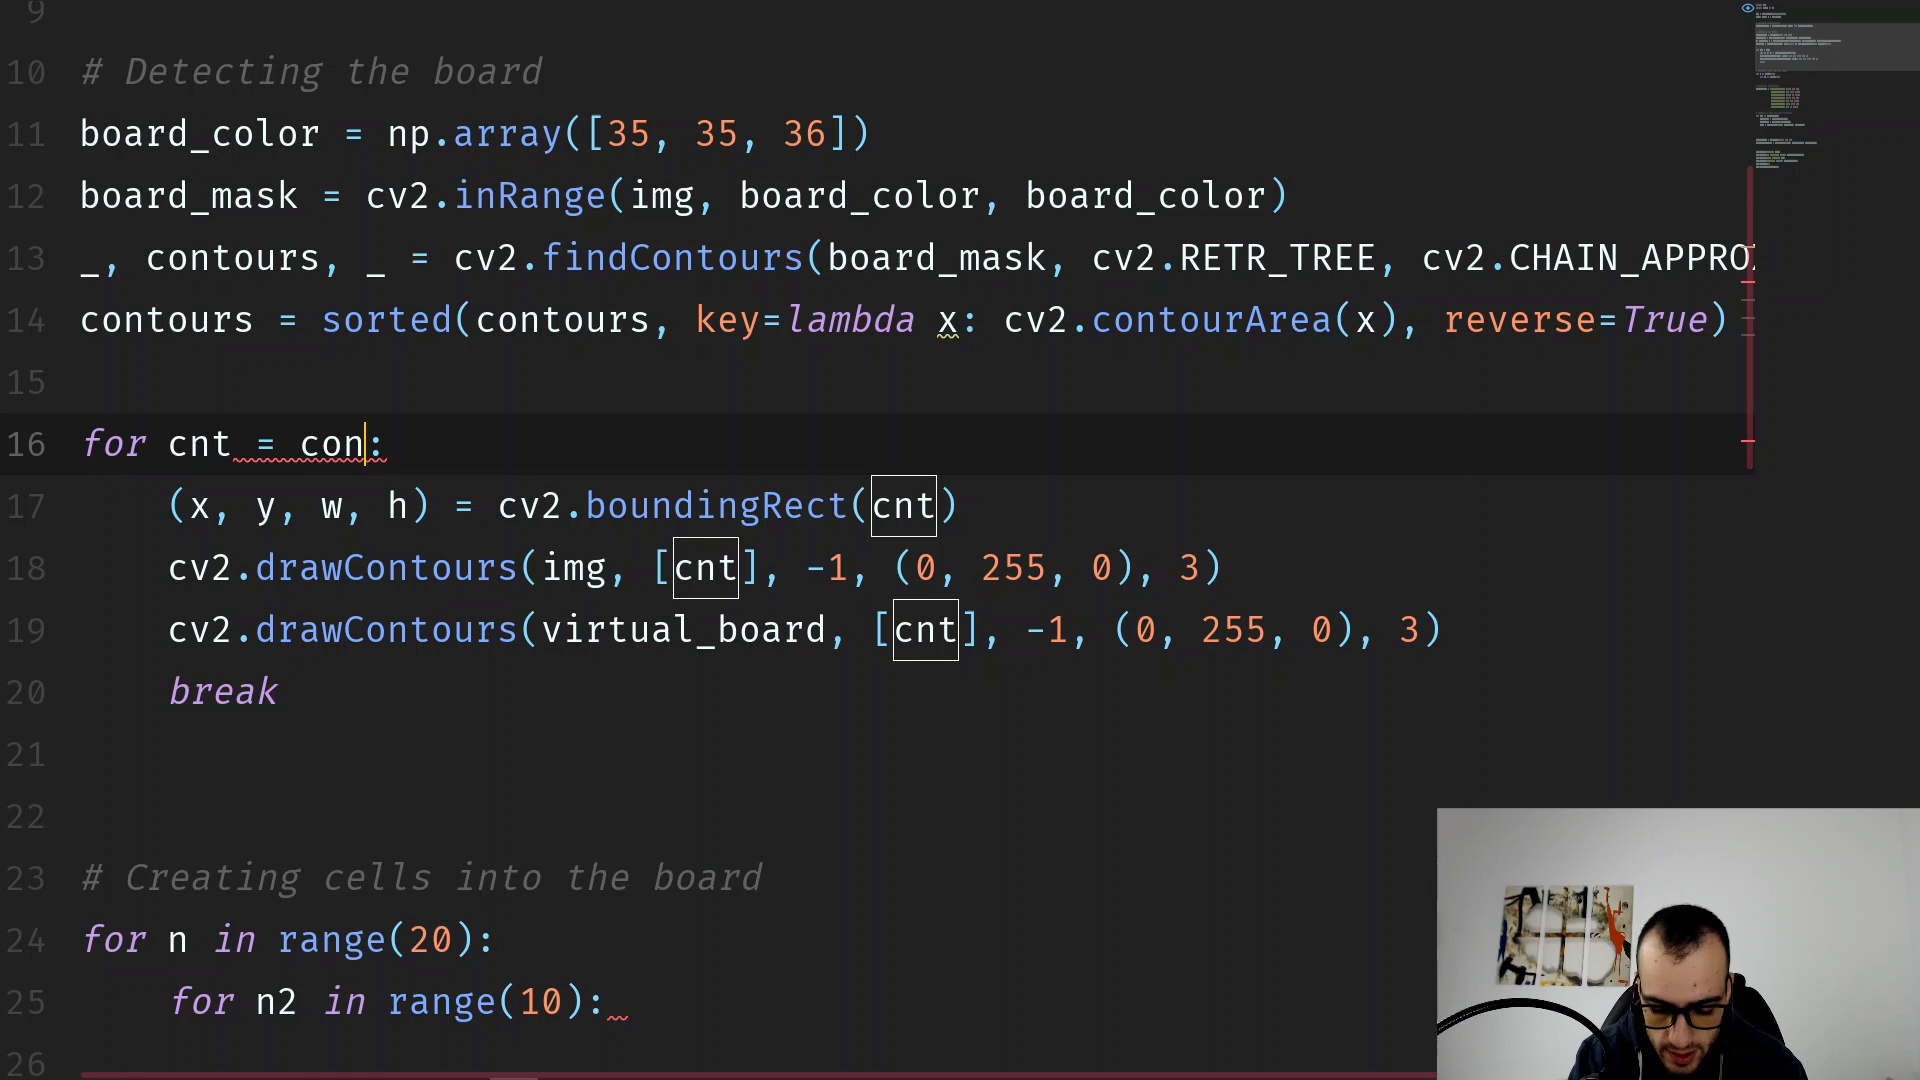 9
10 # Detecting the board
11 board_color = np.array([35, 35, 36])
12 board_mask = cv2.inRange(img, board_color, board_color)
13 _, contours, _ = cv2.findContours(board_mask, cv2.RETR_TREE, cv2.CHAIN_APPRO
14 contours = sorted(contours, key=lambda x: cv2.contourArea(x), reverse=True)
15
16 for cnt = con:
17     (x, y, w, h) = cv2.boundingRect(cnt)
18     cv2.drawContours(img, [cnt], -1, (0, 255, 0), 3)
19     cv2.drawContours(virtual_board, [cnt], -1, (0, 255, 0), 3)
20     break
21
22
23 # Creating cells into the board
24 for n in range(20):
25     for n2 in range(10):
26